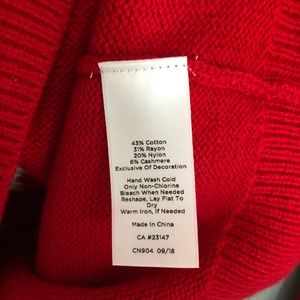 43% Cotton
31% Rayon
20% Nylon
6% Cashmere
Exclusive Of Decoration
Hand Wash Cold
Only Non-Chlorine
Bleach When Needed
Reshape, Lay Flat To
Dry
Warm Iron, If Needed
Made In China
CA #23147
CN904 09/18